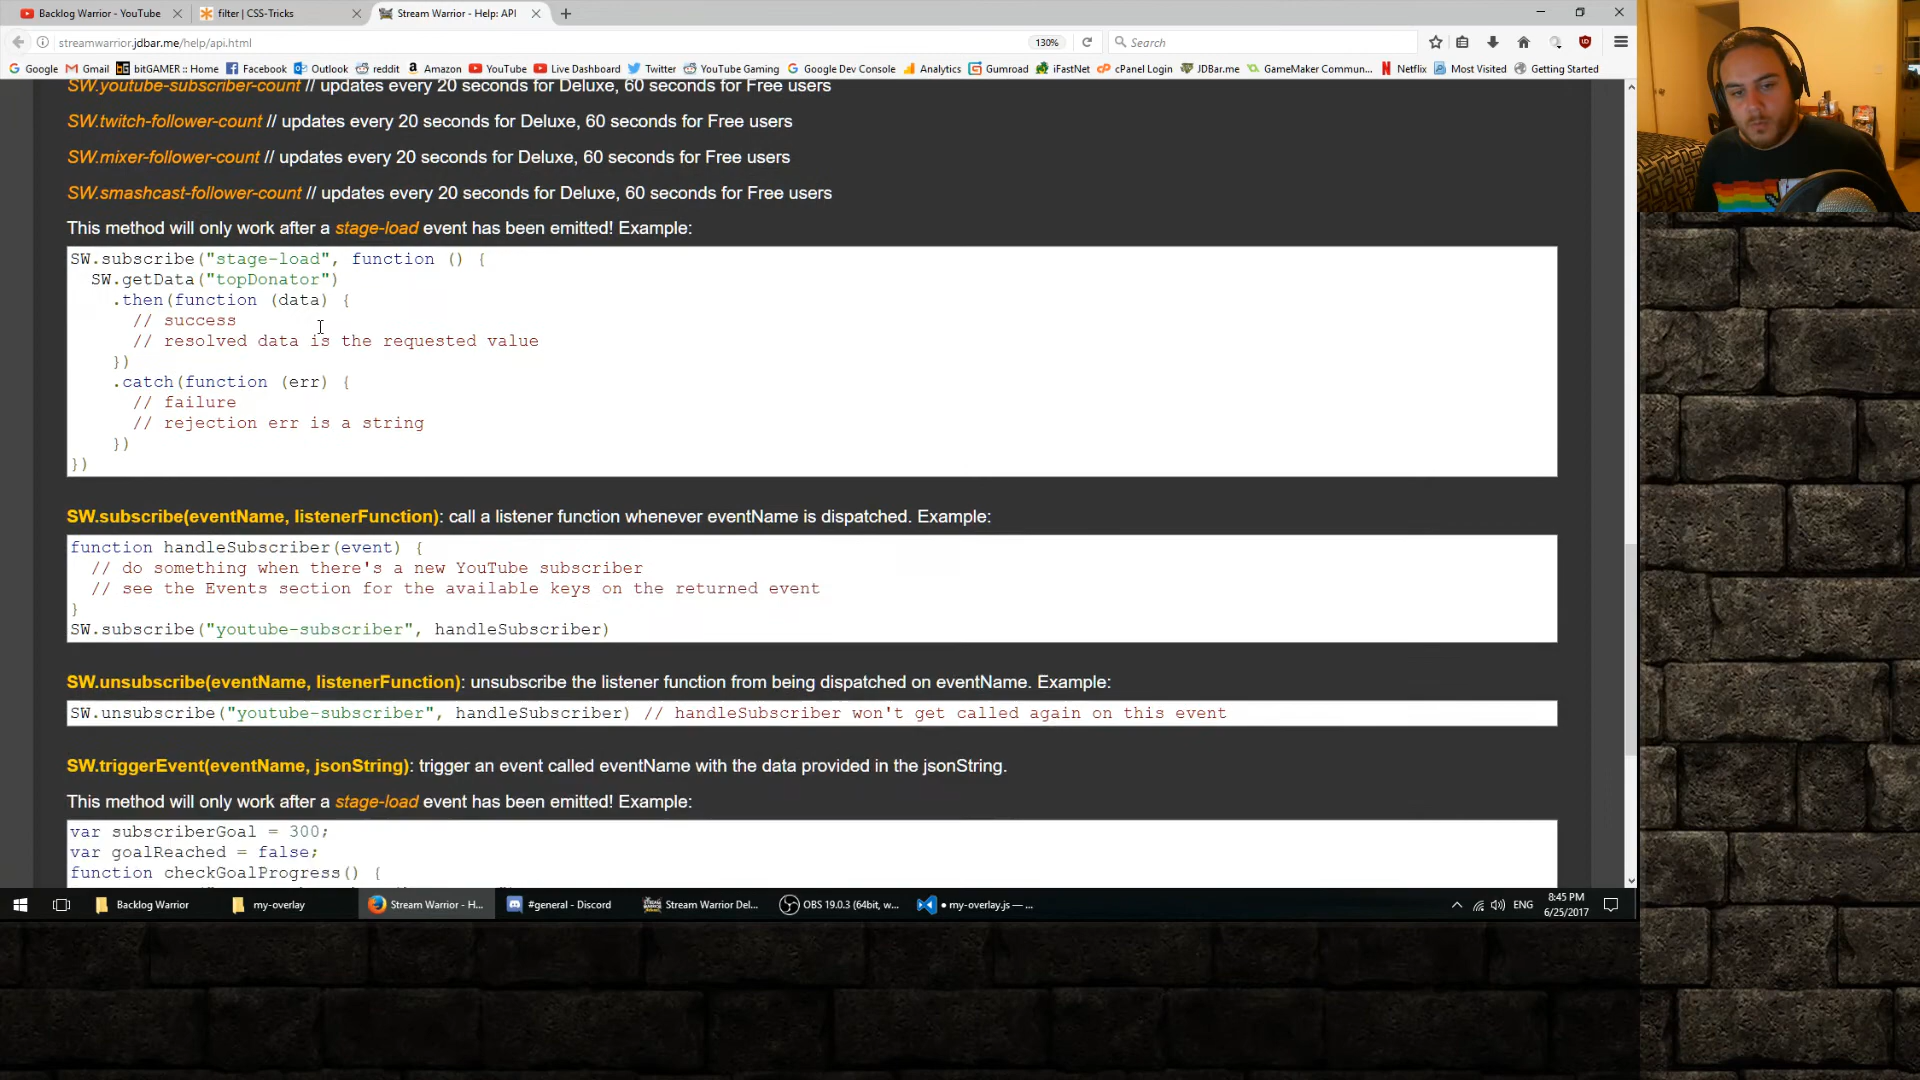 Backlog Warrior - YouTube
filter | CSS-Tricks
Stream Warrior - Help: API
streamwarrior.jdbar.me/help/api.html
130%
Search
Google
Gmail
bitGAMER :: Home
Facebook
Outlook
reddit
Amazon
YouTube
Live Dashboard
Twitter
YouTube Gaming
Google Dev Console
Analytics
Gumroad
iFastNet
cPanel Login
JDBar.me
GameMaker Commun...
Netflix
Most Visited
Getting Started
SW.youtube-subscriber-count // updates every 20 seconds for Deluxe, 60 seconds for Free users
SW.twitch-follower-count // updates every 20 seconds for Deluxe, 60 seconds for Free users
SW.mixer-follower-count // updates every 20 seconds for Deluxe, 60 seconds for Free users
SW.smashcast-follower-count // updates every 20 seconds for Deluxe, 60 seconds for Free users
This method will only work after a stage-load event has been emitted! Example:
SW.subscribe("stage-load", function () {
SW.getData("topDonator")
.then(function (data) {
// success
// resolved data is the requested value
})
.catch(function (err) {
// failure
// rejection err is a string
})
})
SW.subscribe(eventName, listenerFunction): call a listener function whenever eventName is dispatched. Example:
function handleSubscriber(event) {
// do something when there's a new YouTube subscriber
// see the Events section for the available keys on the returned event
}
SW.subscribe("youtube-subscriber", handleSubscriber)
SW.unsubscribe(eventName, listenerFunction): unsubscribe the listener function from being dispatched on eventName. Example:
SW.unsubscribe("youtube-subscriber", handleSubscriber) // handleSubscriber won't get called again on this event
SW.triggerEvent(eventName, jsonString): trigger an event called eventName with the data provided in the jsonString.
This method will only work after a stage-load event has been emitted! Example:
var subscriberGoal = 300;
var goalReached = false;
function checkGoalProgress() {
Backlog Warrior
my-overlay
Stream Warrior - H...
#general - Discord
Stream Warrior Del...
OBS 19.0.3 (64bit, w...
● my-overlay.js — ...
ENG
8:45 PM
6/25/2017